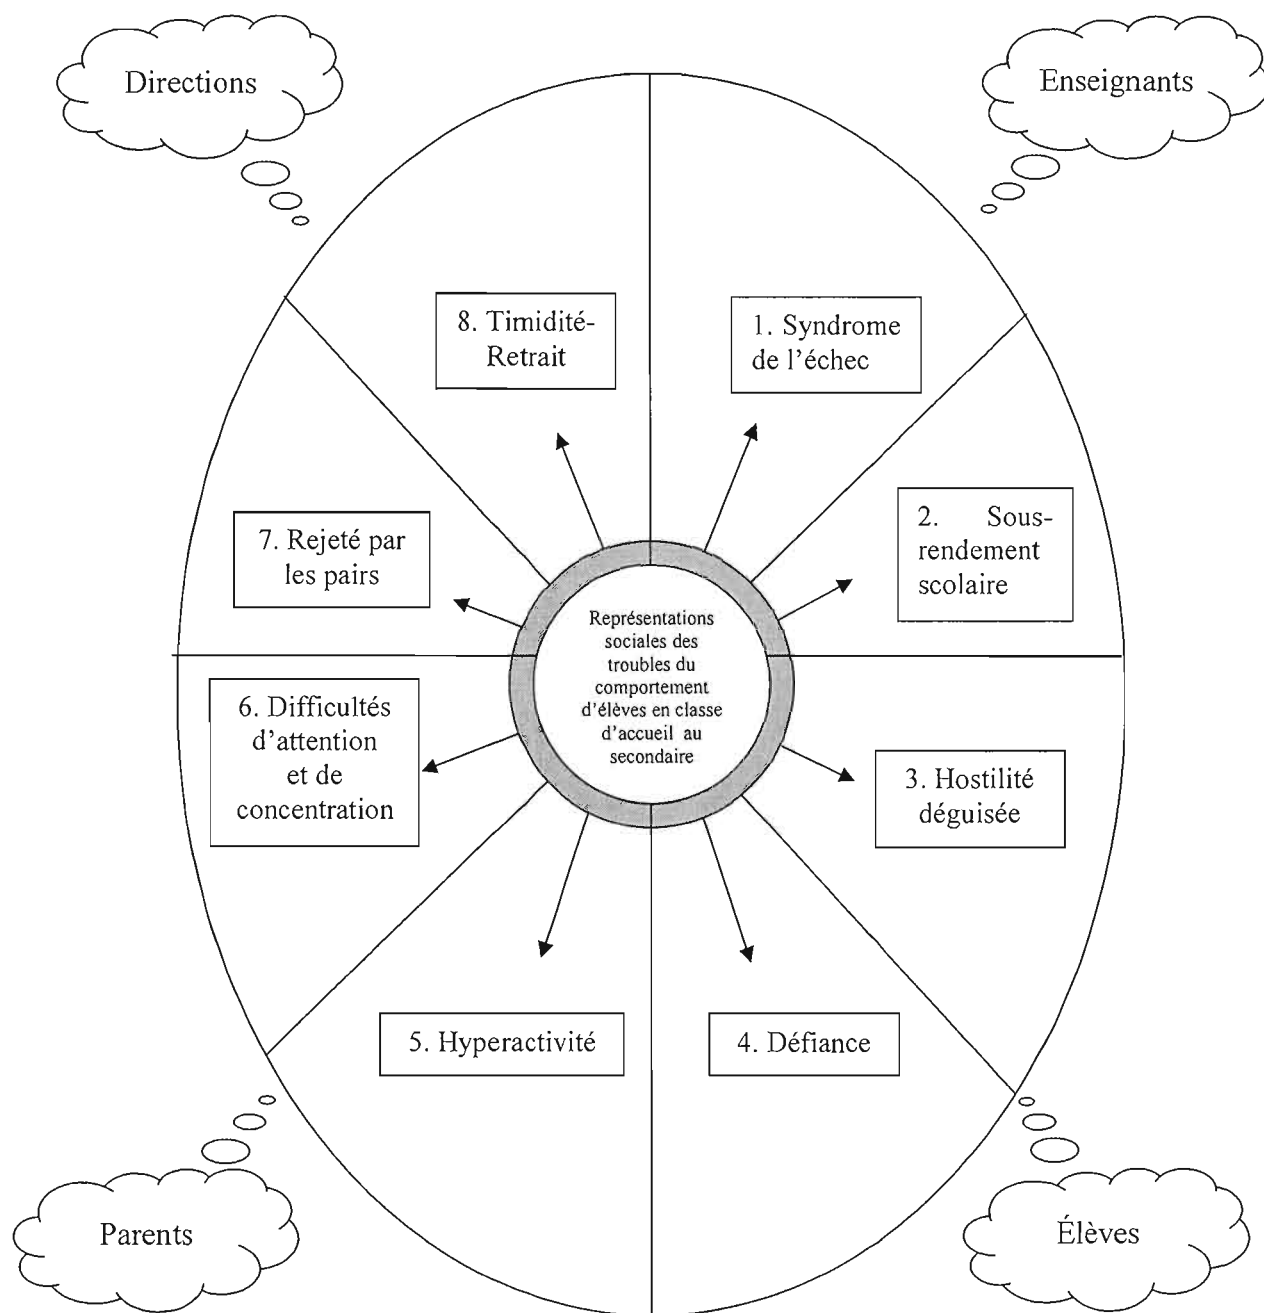 Directions
Enseignants
8. Timidité-
Retrait
1. Syndrome
de l'échec
7. Rejeté par
les pairs
2. Sous-
rendement
scolaire
Représentations
sociales des
troubles du
comportement
d'élèves en classe
d'accueil au
secondaire
6. Difficultés
d'attention
et de
concentration
3. Hostilité
déguisée
5. Hyperactivité
4. Défiance
Parents
Élèves